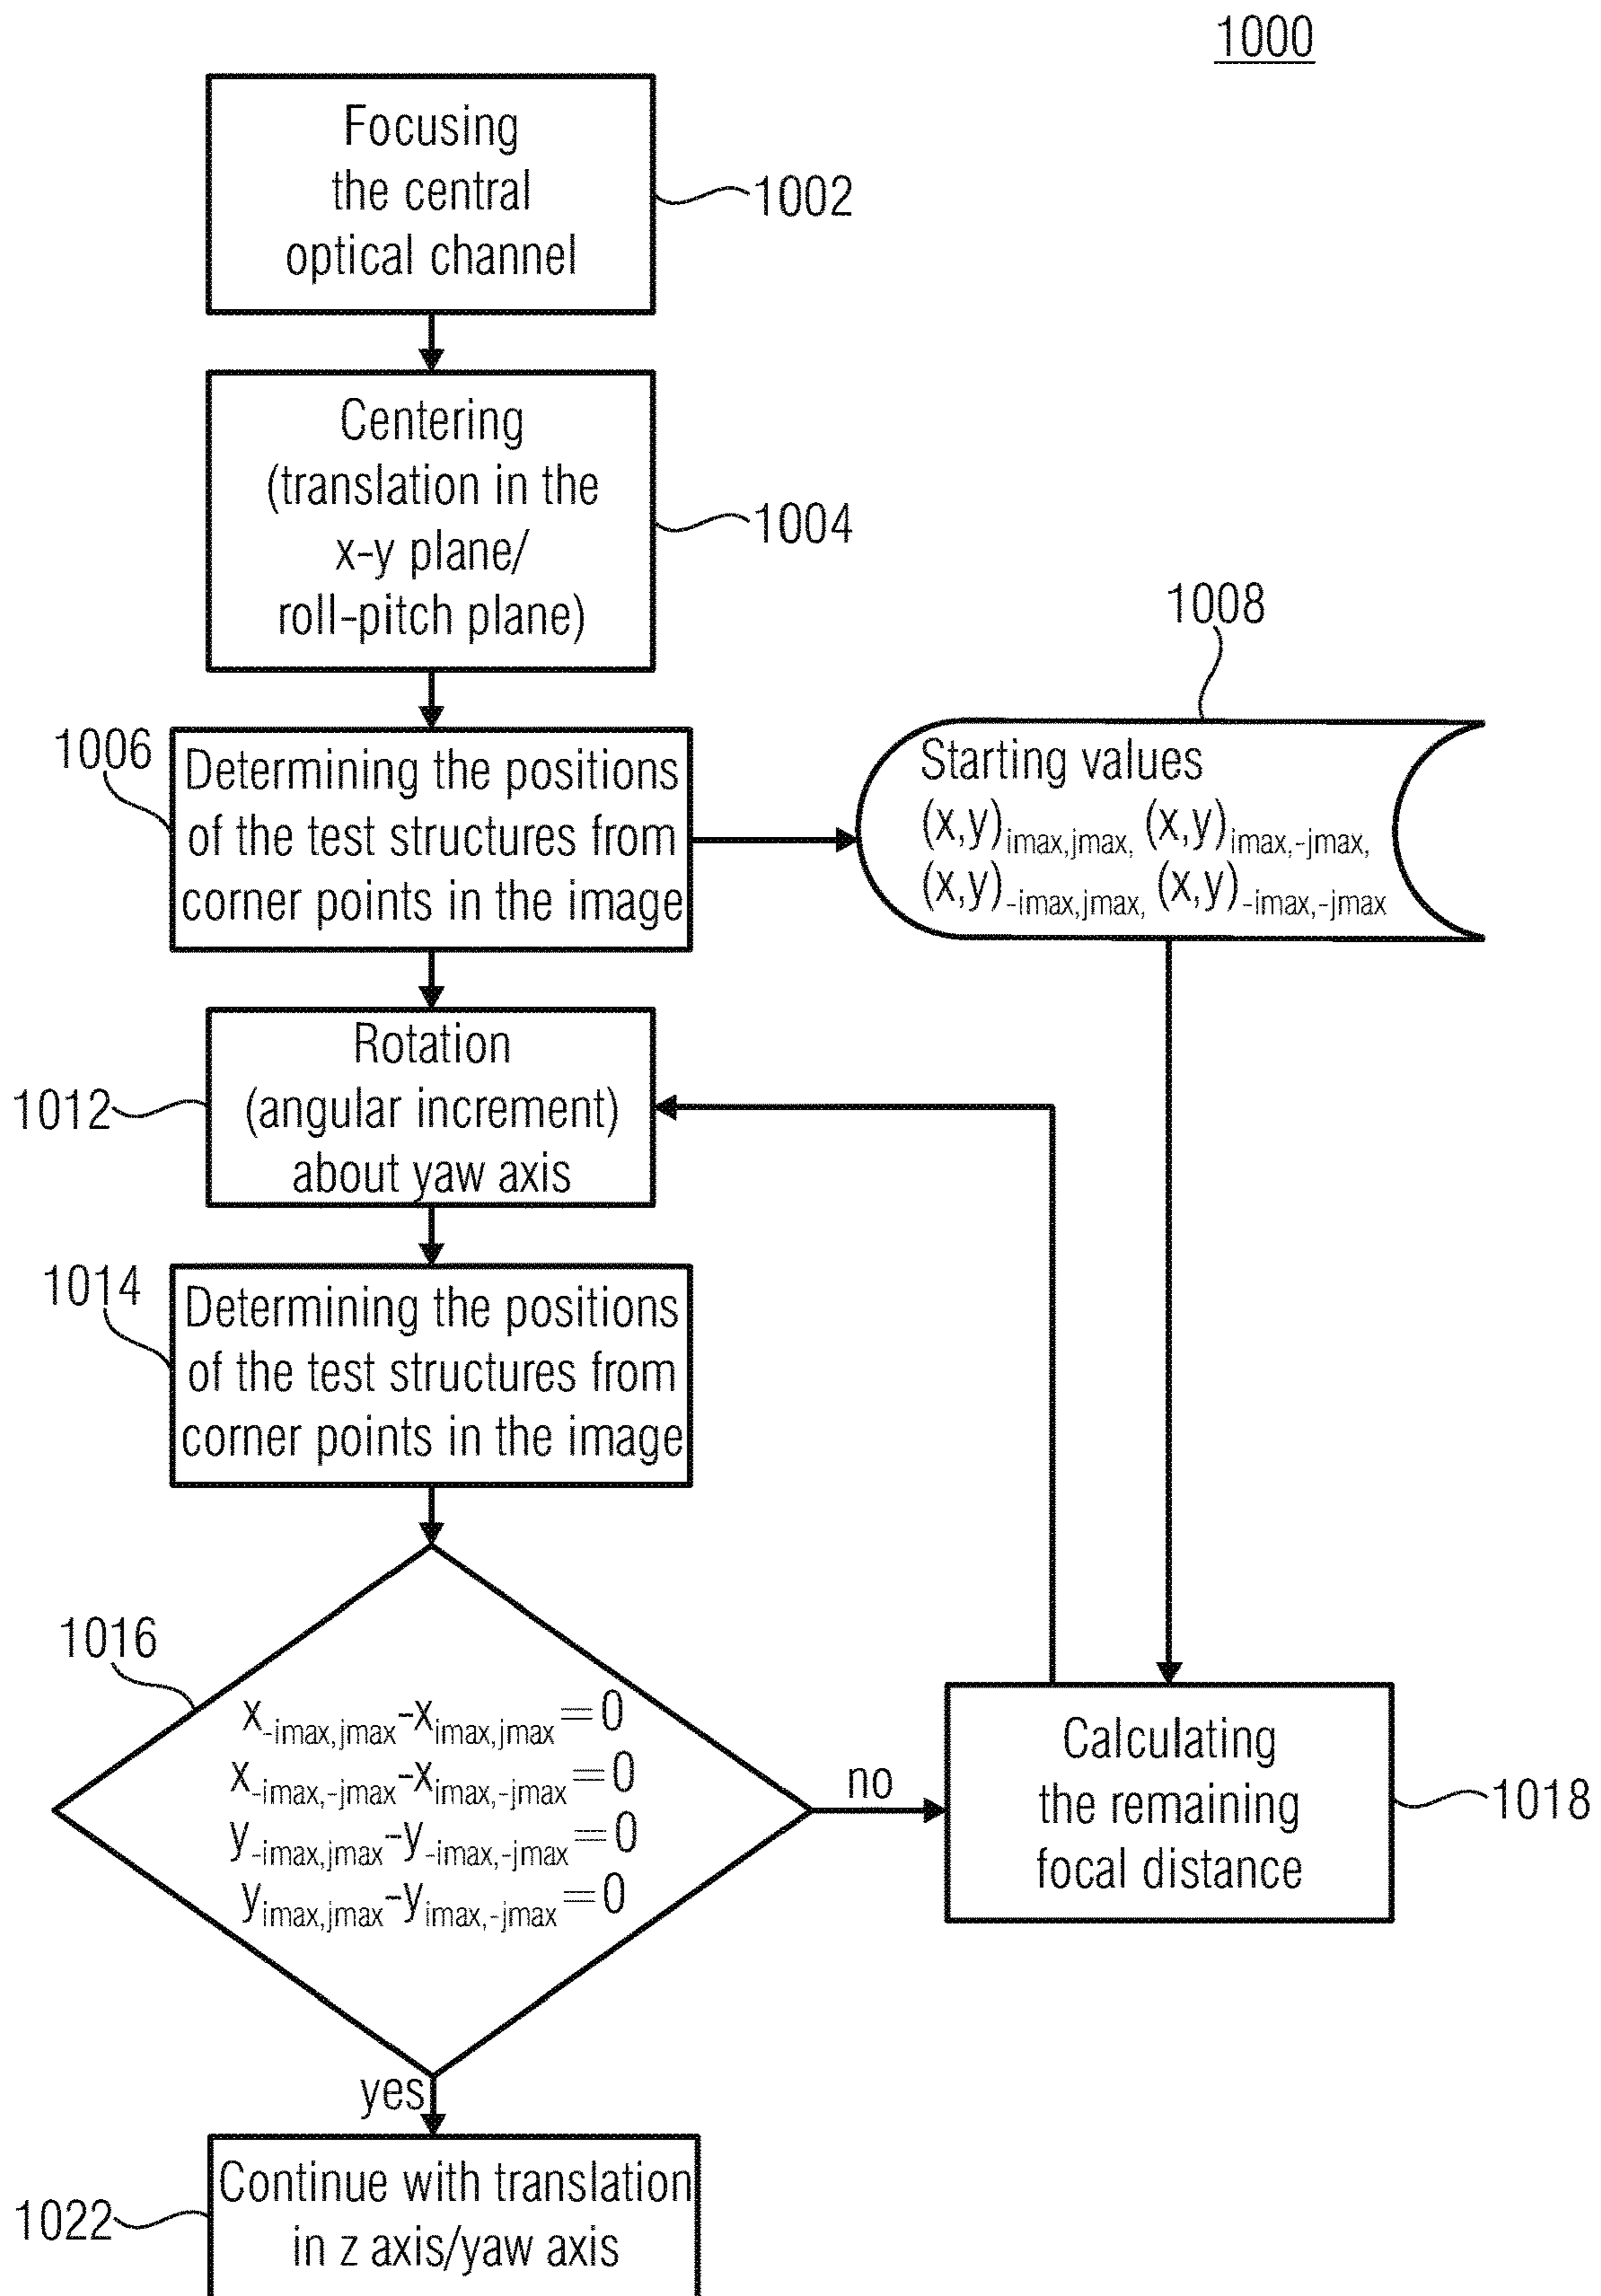 1000
Focusing
the central
optical channel
1002
Centering
(translation in the
x-y plane/
roll-pitch plane)
1004
1008
1006
Determining the positions
of the test structures from
corner points in the image
Starting values
(x,y)imax,jmax, (x,y)imax,-jmax,
(x,y)-imax,jmax, (x,y)-imax,-jmax
Rotation
(angular increment)
about yaw axis
1012
1014
Determining the positions
of the test structures from
corner points in the image
1016
x-imax,jmax-ximax,jmax=0
x-imax,-jmax-ximax,-jmax=0
y-imax,jmax-y-imax,-jmax=0
yimax,jmax-yimax,-jmax=0
no
Calculating
the remaining
focal distance
1018
yes
Continue with translation
in z axis/yaw axis
1022